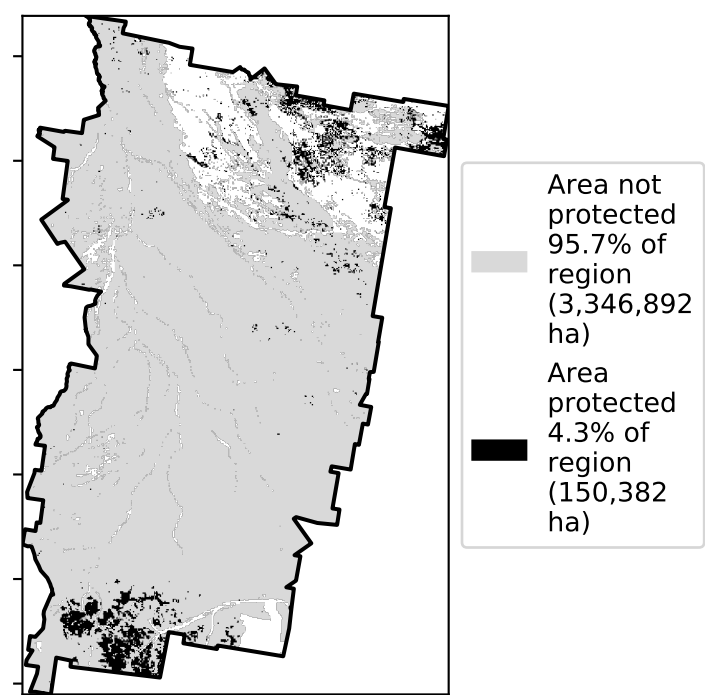 Area not
protected
95.7% of
region
(3,346,892
ha)
Area
protected
4.3% of
region
(150,382
ha)